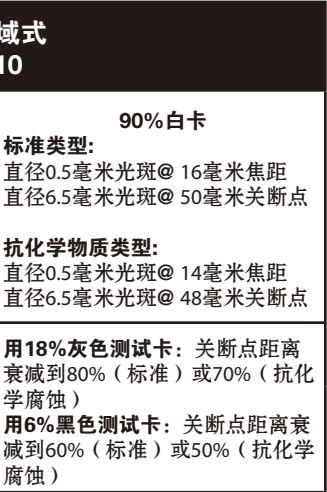 域式
10
90%白卡
标准类型:
直径0.5毫米光斑@ 16毫米焦距
直径6.5毫米光斑@ 50毫米关断点
抗化学物质类型:
直径0.5毫米光斑@ 14毫米焦距
直径6.5毫米光斑@ 48毫米关断点
用18%灰色测试卡：关断点距离
衰减到80%（标准）或70%（抗化
学腐蚀）
用6%黑色测试卡：关断点距离衰
减到60%（标准）或50%（抗化学
腐蚀）